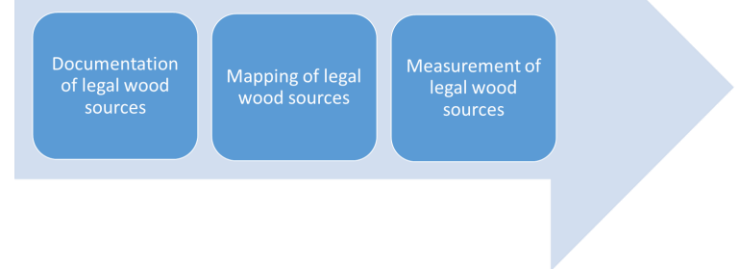 Documentation
of legal wood
sources
Mapping of legal
wood sources
Measurement of
legal wood
sources